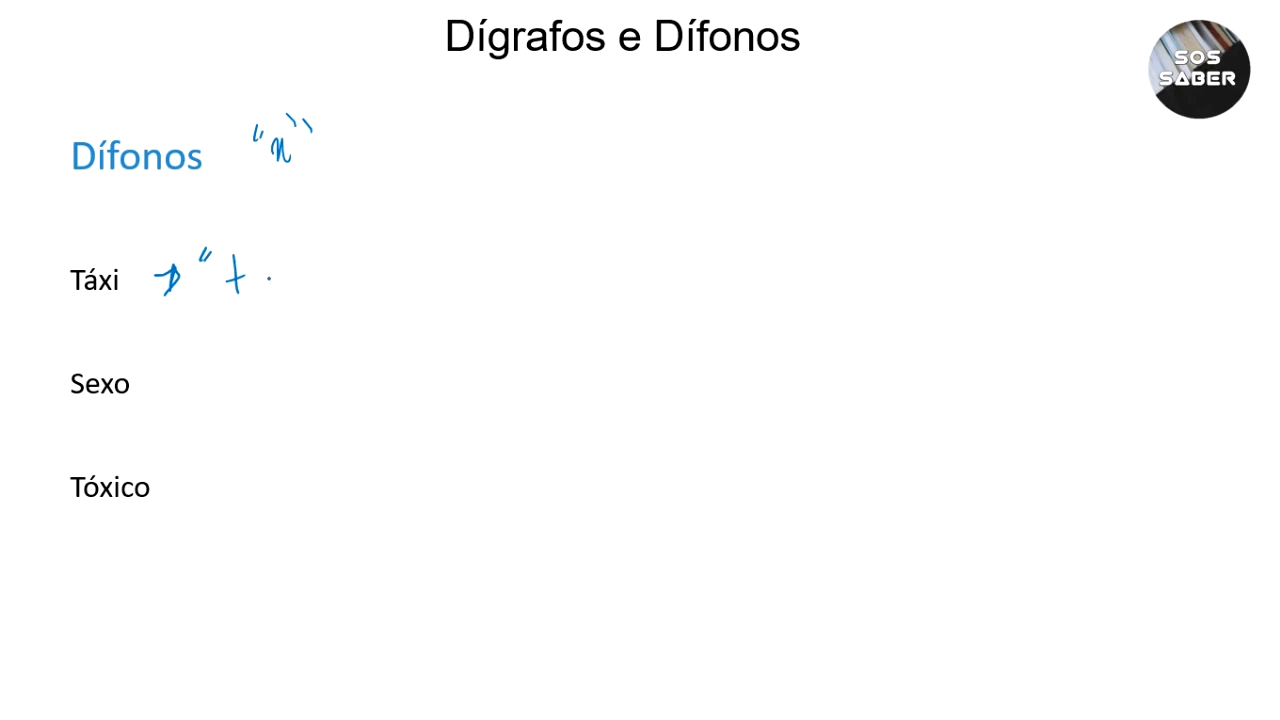 Dígrafos e Dífonos
SOS
SABER
Dífonos "x"
Táxi → " t
Sexo
Tóxico